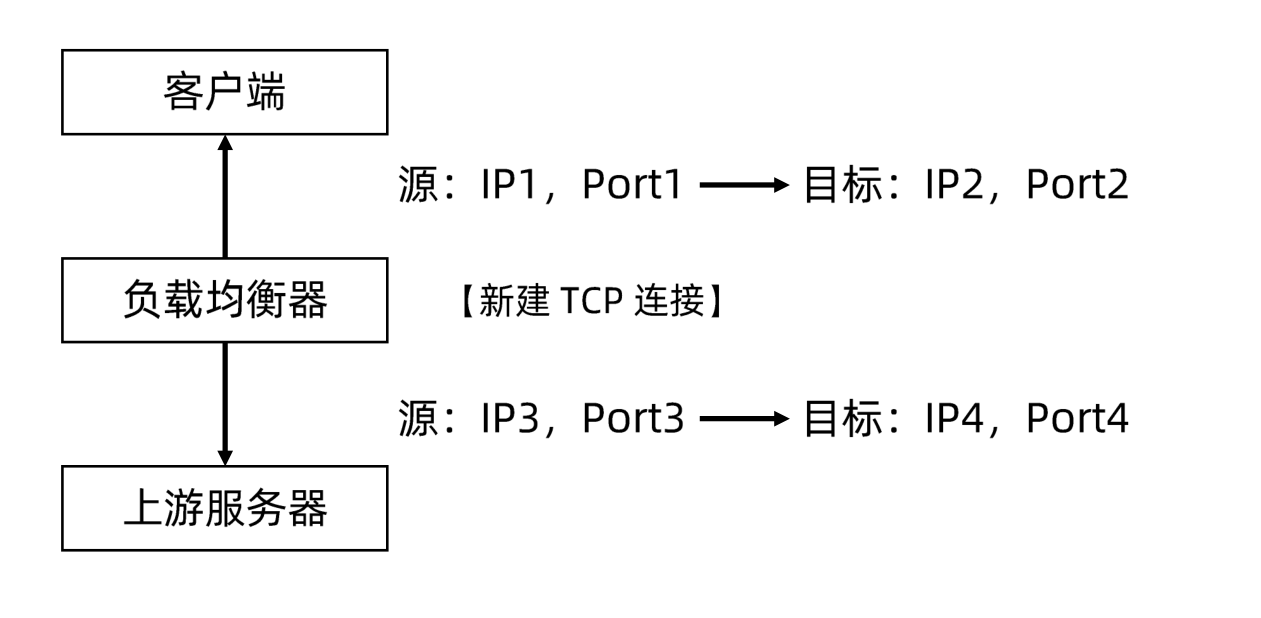 客户端
源：IP1，Port1
目标：IP2，Port2
负载均衡器
【新建 TCP 连接】
源：IP3，Port3
目标：IP4，Port4
上游服务器